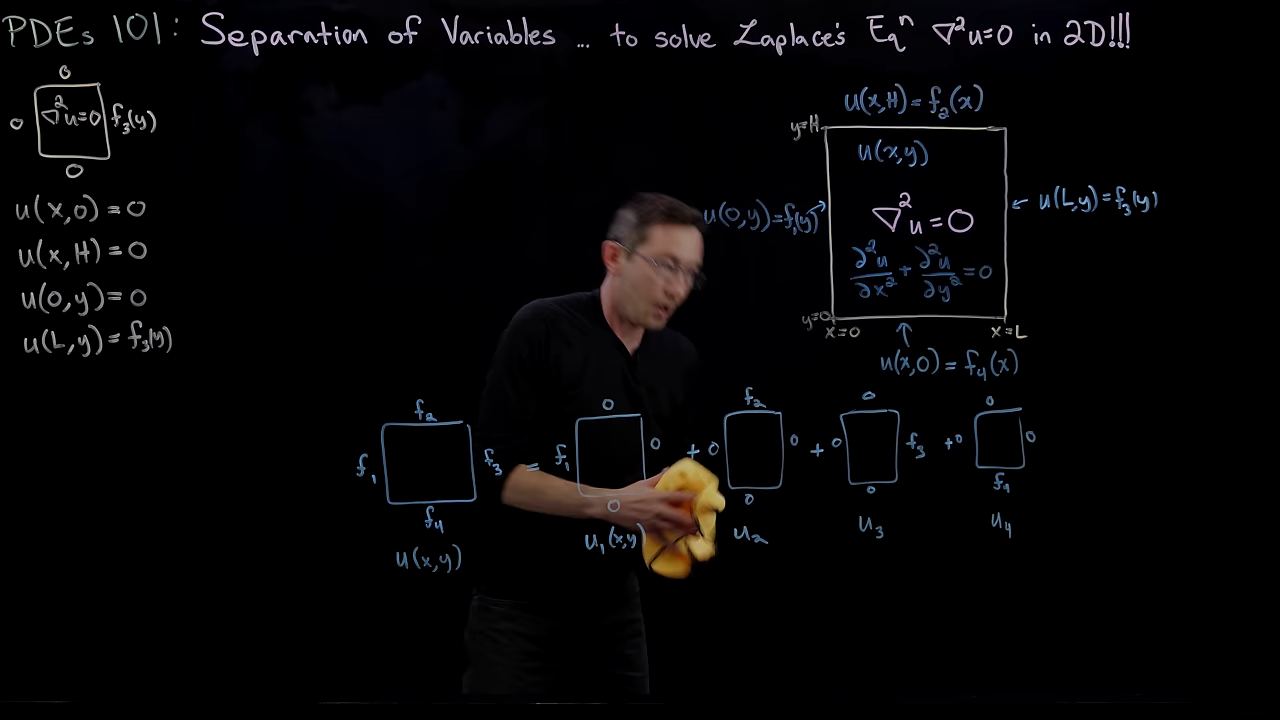 PDEs 101: Separation of Variables ... to solve Laplace's Eqⁿ ∇²u=0 in 2D!!!
0
0 ∇²u=0 f₃(y)
0
u(x,0)=0
u(x,H)=0
u(0,y)=0
u(L,y)=f₃(y)
u(x,H)=f₂(x)
y=H
u(x,y)
u(0,y)=f₁(y)
∇²u=0
u(L,y)=f₃(y)
∂²u/∂x² + ∂²u/∂y² =0
y=0
x=0 x=L
u(x,0)=f₄(x)
f₂ 0 f₂ 0 0
f₁ f₃ = f₁ 0 + 0 0 + 0 f₃ + 0 0
f₄ 0 0 0 f₄
u(x,y) u₁(x,y) u₂ u₃ u₄